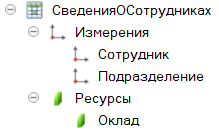 СведенияОСотрудниках
Измерения
Сотрудник
Подразделение
Ресурсы
Оклад